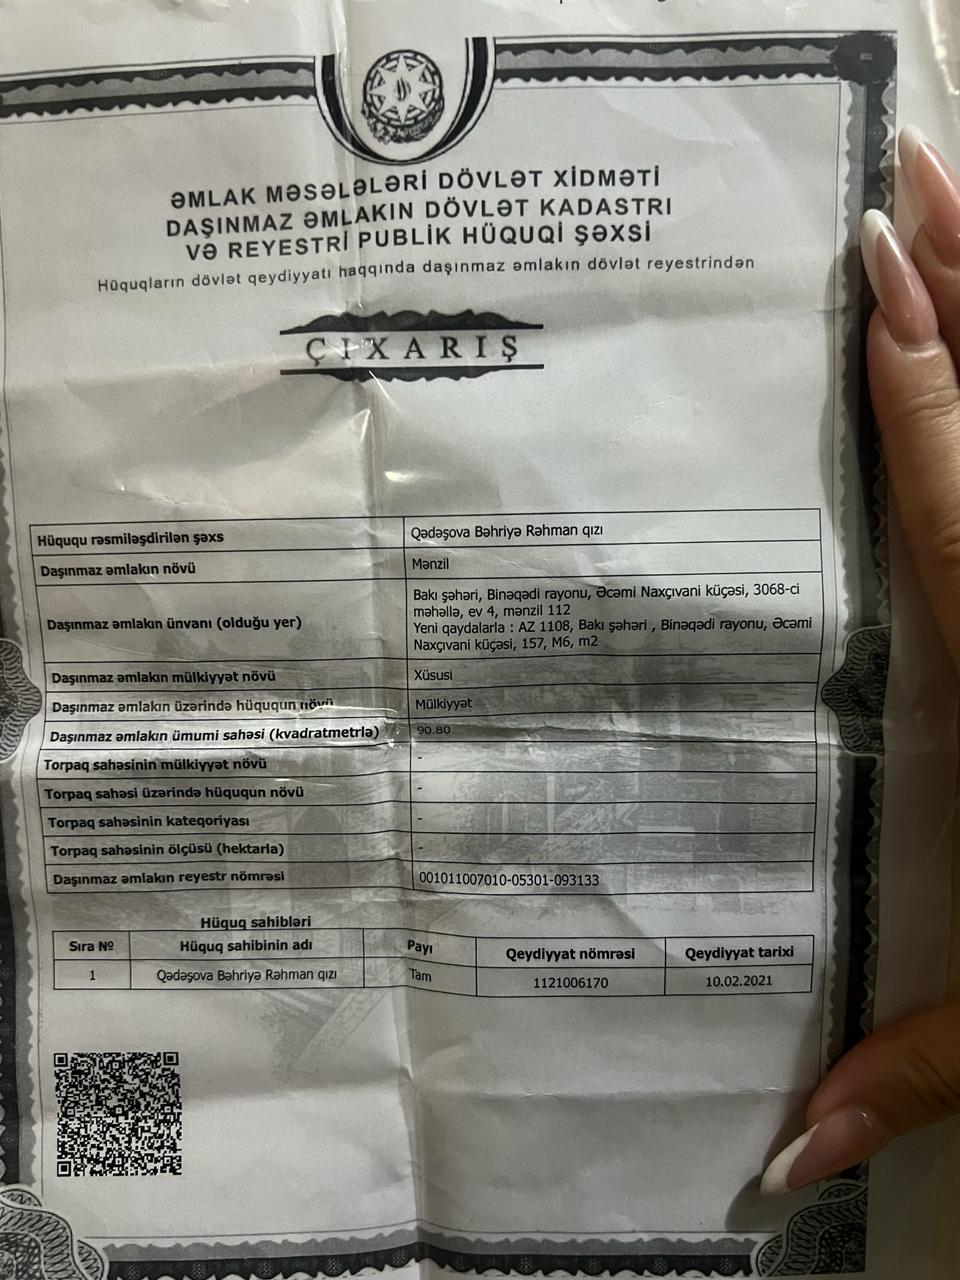 ƏMLAK MƏSƏLƏLƏRİ DÖVLƏT XİDMƏTİ
DAŞINMAZ ƏMLAKIN DÖVLƏT KADASTRI
VƏ REYESTRİ PUBLİK HÜQUQİ ŞƏXSİ
Hüquqların dövlət qeydiyyatı haqqında daşınmaz əmlakın dövlət reyestrindən
ÇIXARIŞ
Hüququ rəsmiləşdirilən şəxs
Qədəşova Bəhriyə Rəhman qızı
Daşınmaz əmlakın növü
Mənzil
Daşınmaz əmlakın ünvanı (olduğu yer)
Bakı şəhəri, Binəqədi rayonu, Əcəmi Naxçıvani küçəsi, 3068-ci
məhəllə, ev 4, mənzil 112
Yeni qaydalarla : AZ 1108, Bakı şəhəri , Binəqədi rayonu, Əcəmi
Naxçıvani küçəsi, 157, M6, m2
Daşınmaz əmlakın mülkiyyət növü
Xüsusi
Daşınmaz əmlakın üzərində hüququn növü
Mülkiyyət
Daşınmaz əmlakın ümumi sahəsi (kvadratmetrlə)
90.80
Torpaq sahəsinin mülkiyyət növü
-
Torpaq sahəsi üzərində hüququn növü
-
Torpaq sahəsinin kateqoriyası
-
Torpaq sahəsinin ölçüsü (hektarla)
-
Daşınmaz əmlakın reyestr nömrəsi
001011007010-05301-093133
Hüquq sahibləri
Sıra № Hüquq sahibinin adı Payı Qeydiyyat nömrəsi Qeydiyyat tarixi
1 Qədəşova Bəhriyə Rəhman qızı Tam 1121006170 10.02.2021